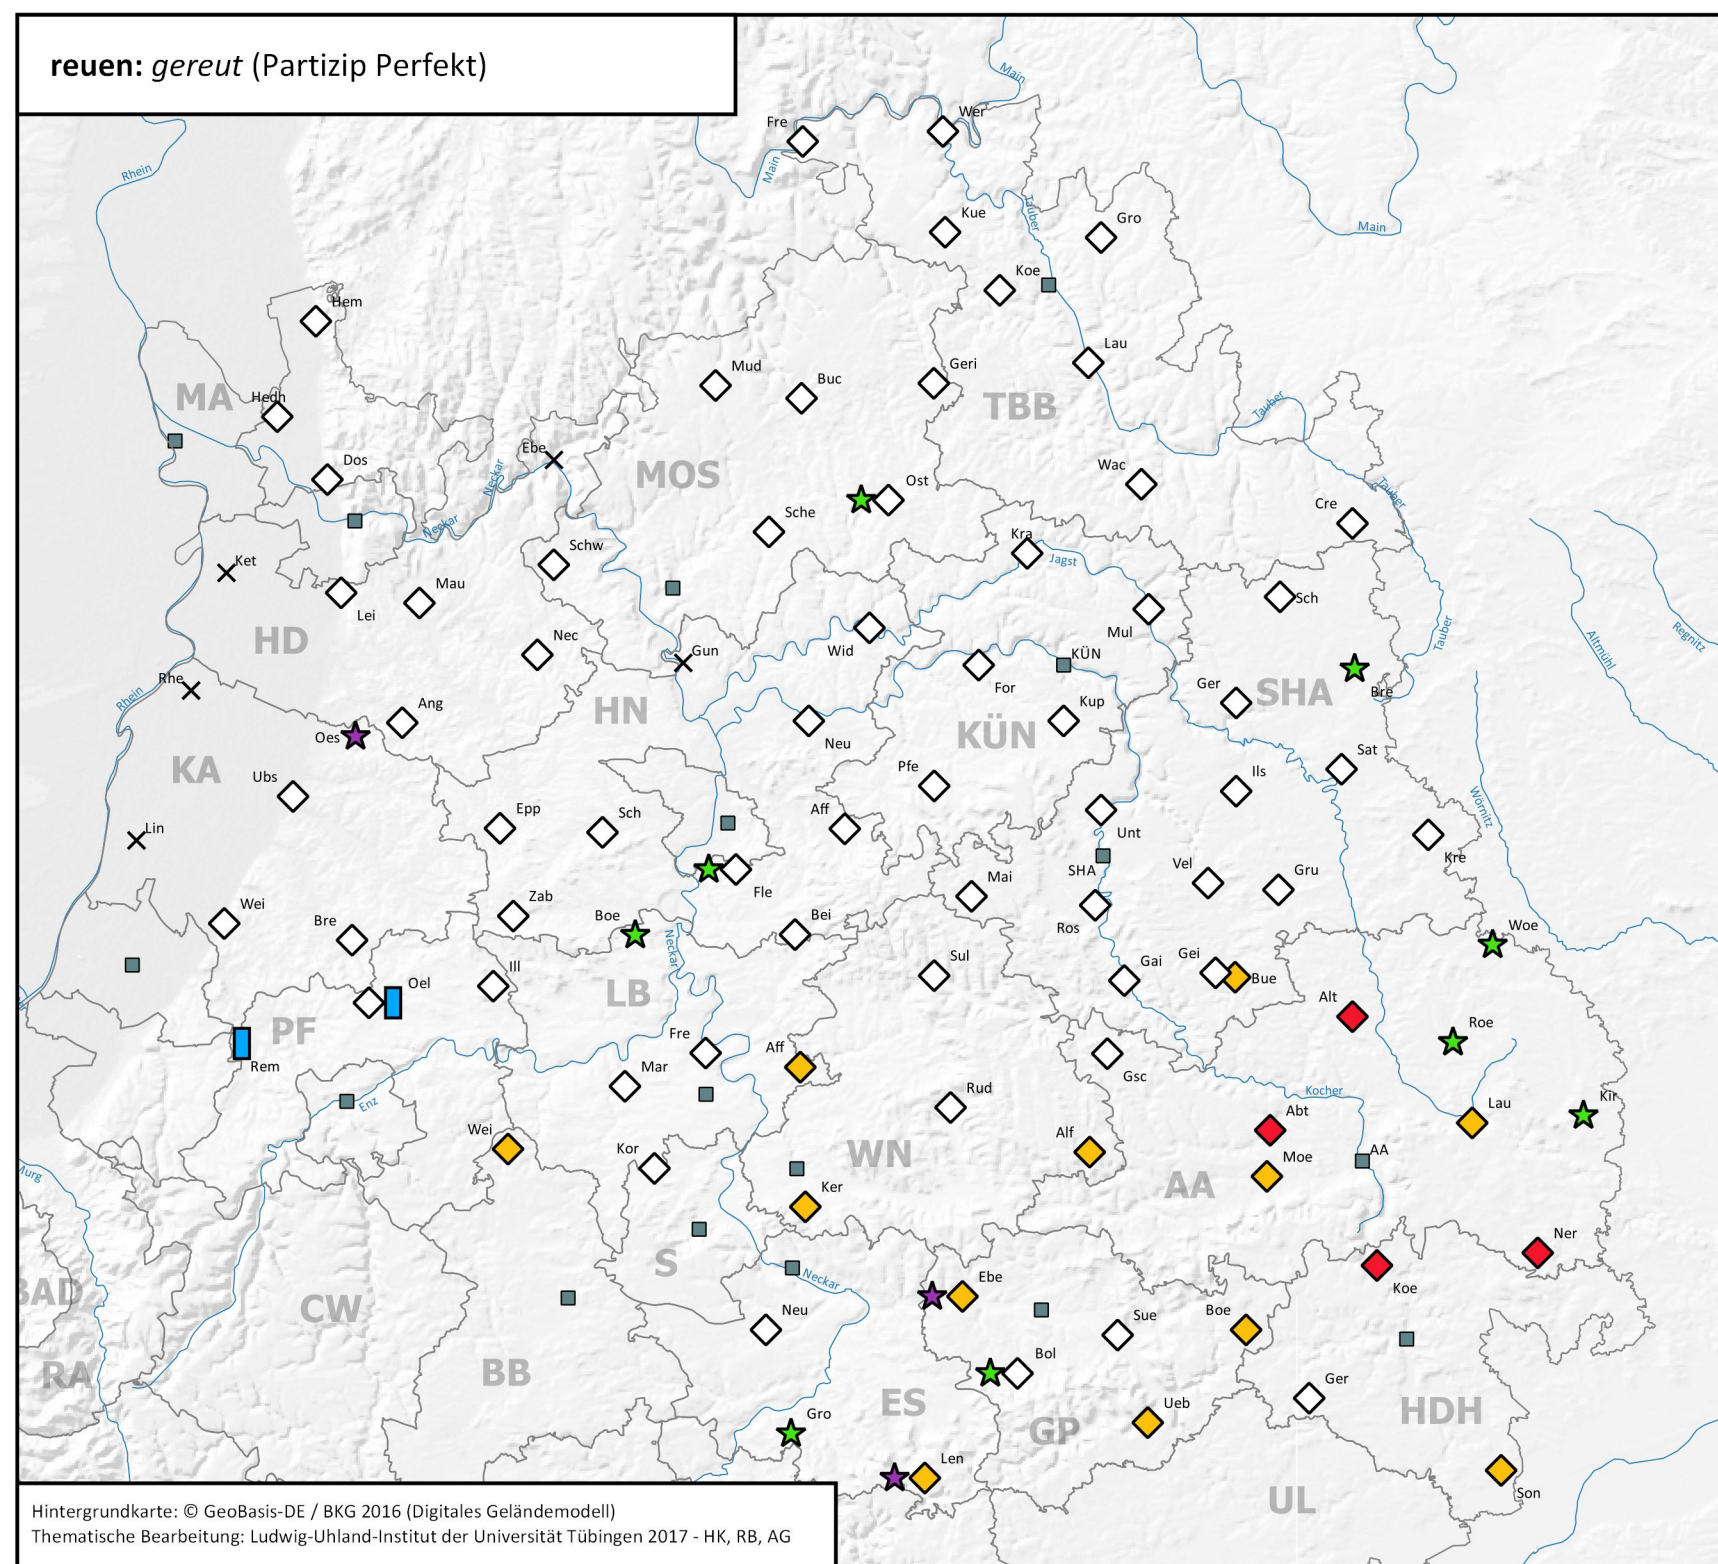 reuen: gereut (Partizip Perfekt)
Main
Wer
Fre
Main
Rhein
Tauber
Kue
Gro
Main
Koe
Hem
Lau
Mud
Buc
Geri
MA
Hedh
TBB
Tauber
Ebe
Dos
MOS
Neckar
Wac
Ost
Tauber
Cre
Sche
Neckar
Kra
Schw
Jagst
Ket
Mau
Sch
Lei
HD
Mul
Nec
Wid
Gun
KÜN
Tauber
Altmühl
Regnitz
Rhe
For
Ger
SHA
Bre
Rhein
Ang
HN
Kup
Oes
Neu
KÜN
Sat
KA
Ubs
Pfe
Ils
Wörnitz
Epp
Sch
Aff
Lin
Unt
Kre
SHA
Vel
Gru
Mai
Fle
Zab
Wei
Bre
Boe
Bei
Ros
Woe
Neckar
Sul
Gai
Gei
Bue
Ill
Oel
LB
Alt
Roe
PF
Fre
Aff
Rem
Mar
Gsc
Kocher
Rud
Enz
Abt
Lau
Kir
Wei
Kor
Alf
WN
AA
Moe
Murg
Ker
AA
Ner
S
Neckar
Ebe
Koe
BAD
CW
Neu
Sue
Boe
Bol
RA
BB
Ger
ES
Ueb
HDH
Gro
GP
Len
Son
UL
Hintergrundkarte: © GeoBasis-DE / BKG 2016 (Digitales Geländemodell)
Thematische Bearbeitung: Ludwig-Uhland-Institut der Universität Tübingen 2017 - HK, RB, AG